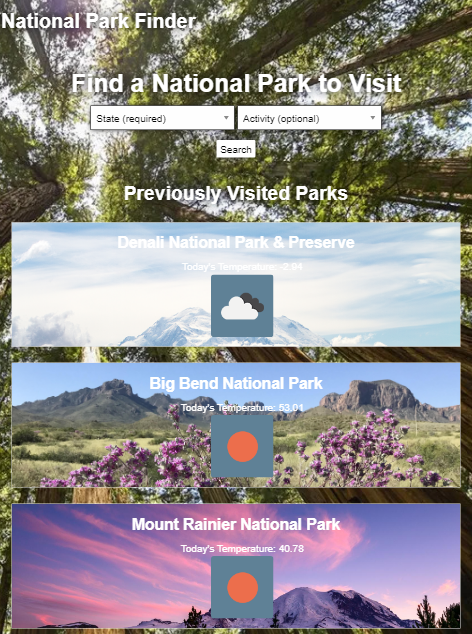 National Park Finder
Find a National Park to Visit
State (required)
Activity (optional)
Search
Previously Visited Parks
Denali National Park & Preserve
Today's Temperature: -2.04
Big Bend National Park
Today's Temperature: 53.01
Mount Rainier National Park
Today's Temperature: 40.78